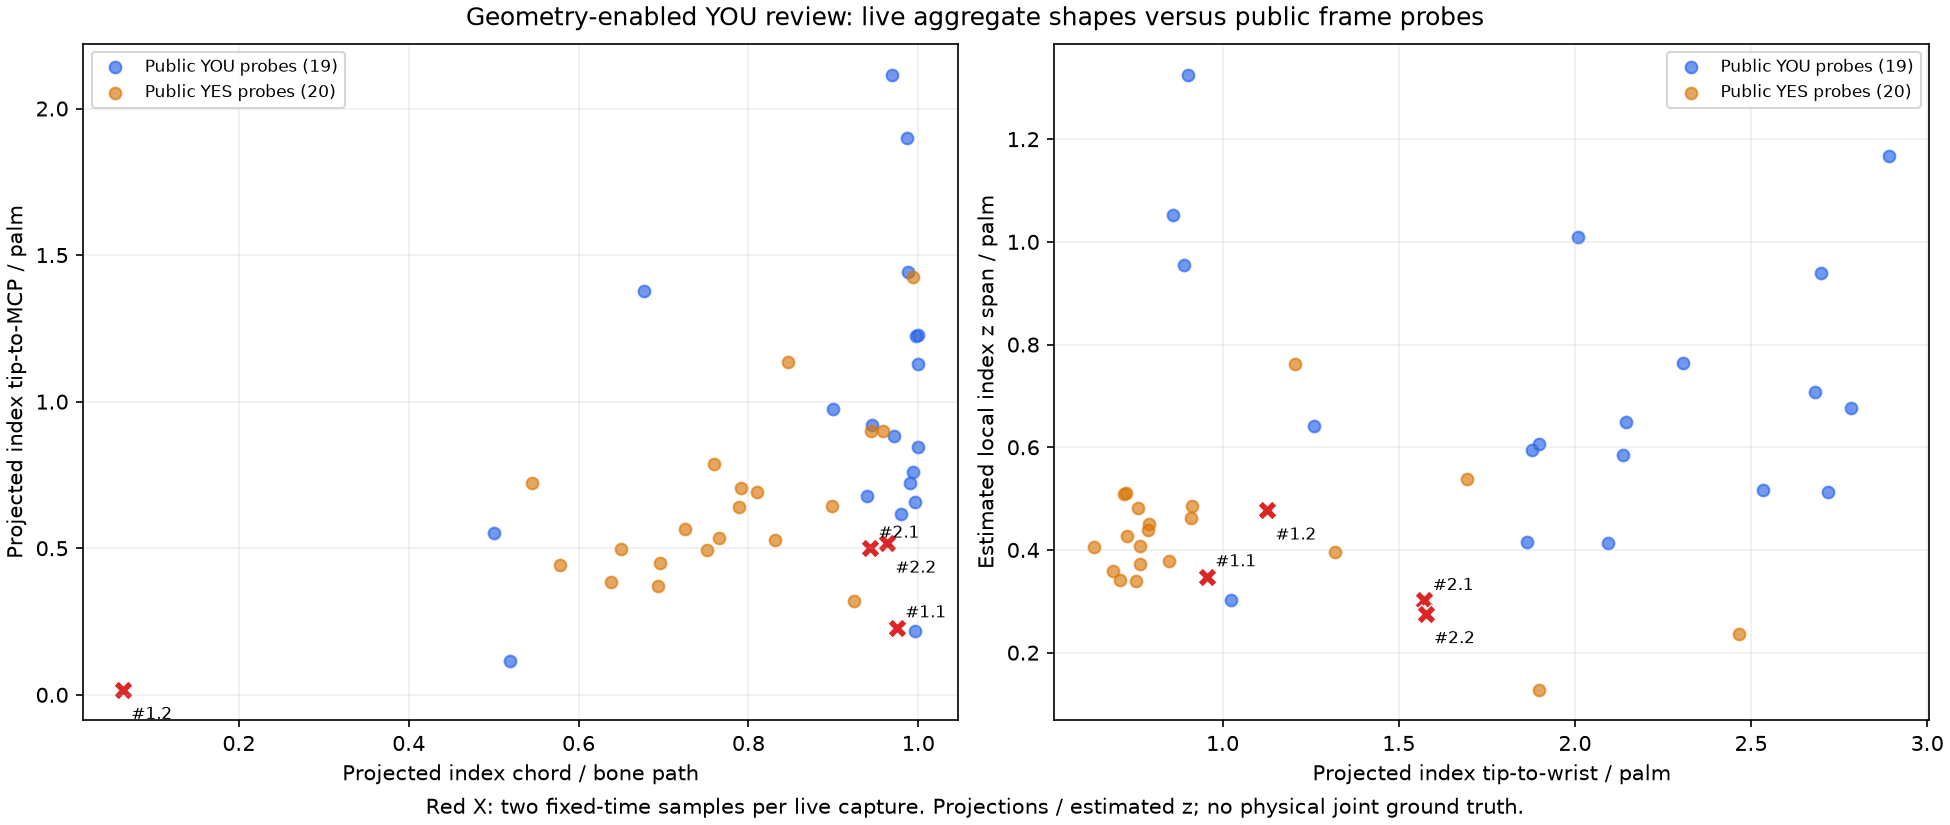 Geometry-enabled YOU review: live aggregate shapes versus public frame probes
Public YOU probes (19)
Public YES probes (20)
Projected index tip-to-MCP / palm
2.0
1.5
1.0
0.5
0.0
#2.1
#2.2
#1.1
#1.2
0.2
0.4
0.6
0.8
1.0
Projected index chord / bone path
Public YOU probes (19)
Public YES probes (20)
Estimated local index z span / palm
1.2
1.0
0.8
0.6
0.4
0.2
#1.2
#1.1
#2.1
#2.2
1.0
1.5
2.0
2.5
3.0
Projected index tip-to-wrist / palm
Red X: two fixed-time samples per live capture. Projections / estimated z; no physical joint ground truth.